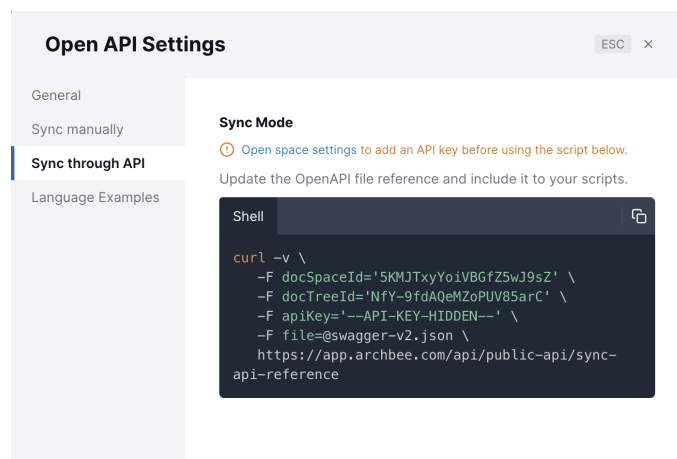 Open API Settings
ESC
General
Sync manually
Sync through API
Language Examples
Sync Mode
Open space settings to add an API key before using the script below.
Update the OpenAPI file reference and include it to your scripts.
Shell
curl -v \
   -F docSpaceId='5KMJTxyYoiVBGfZ5wJ9sZ' \
   -F docTreeId='NfY-9fdAQeMZoPUV85arC' \
   -F apiKey='--API-KEY-HIDDEN--' \
   -F file=@swagger-v2.json \
   https://app.archbee.com/api/public-api/sync-
api-reference